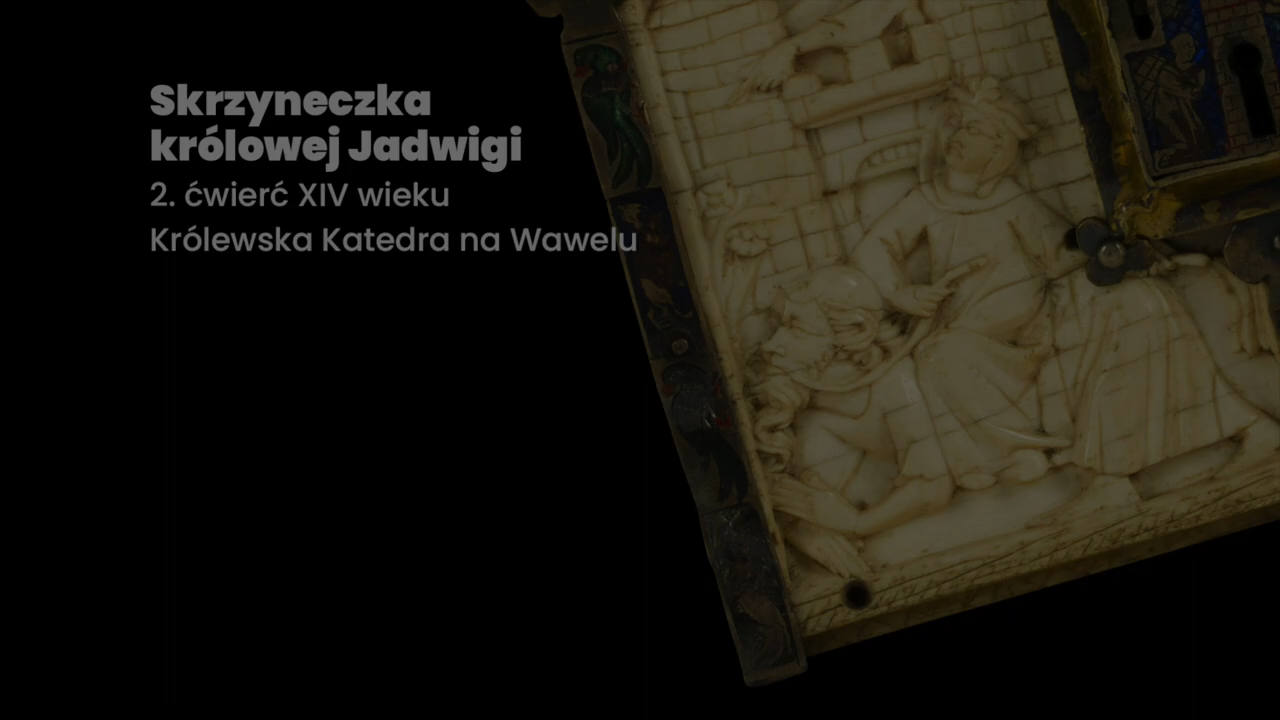 Skrzyneczka
królowej Jadwigi
2. ćwierć XIV wieku
Królewska Katedra na Wawelu